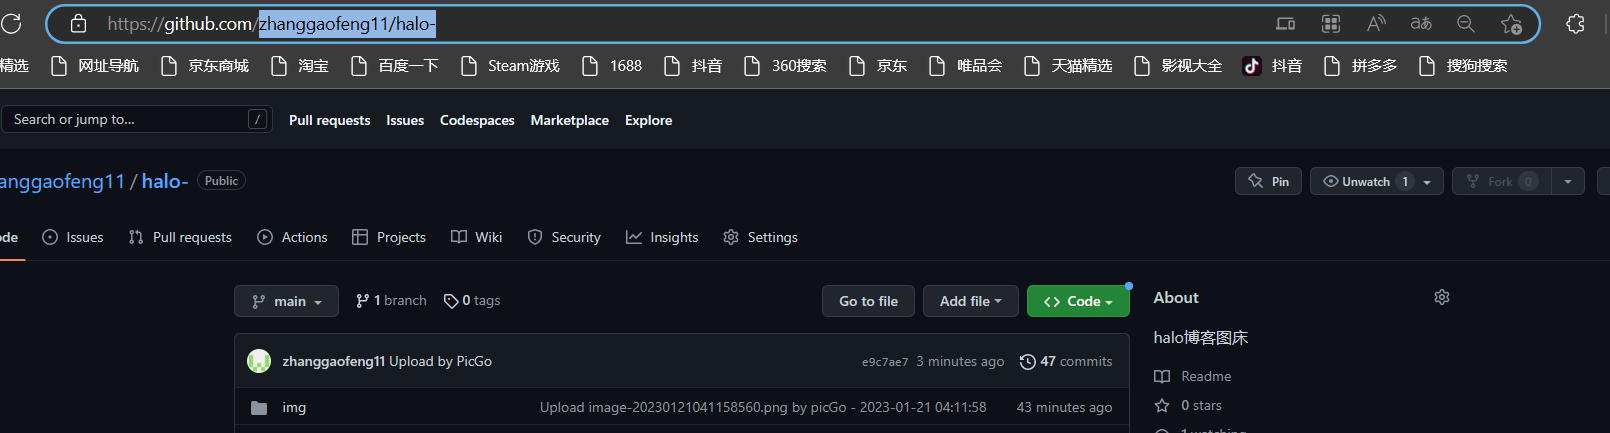 https://github.com/zhanggaofeng11/halo-
精选 网址导航 京东商城 淘宝 百度一下 Steam游戏 1688 抖音 360搜索 京东 唯品会 天猫精选 影视大全 抖音 拼多多 搜狗搜索
Search or jump to... / Pull requests Issues Codespaces Marketplace Explore
anggaofeng11 / halo- Public Pin Unwatch 1 Fork 0
ode Issues Pull requests Actions Projects Wiki Security Insights Settings
main 1 branch 0 tags Go to file Add file Code About
halo博客图床
zhanggaofeng11 Upload by PicGo e9c7ae7 3 minutes ago 47 commits
Readme
img Upload image-20230121041158560.png by picGo - 2023-01-21 04:11:58 43 minutes ago
0 stars
1 watching